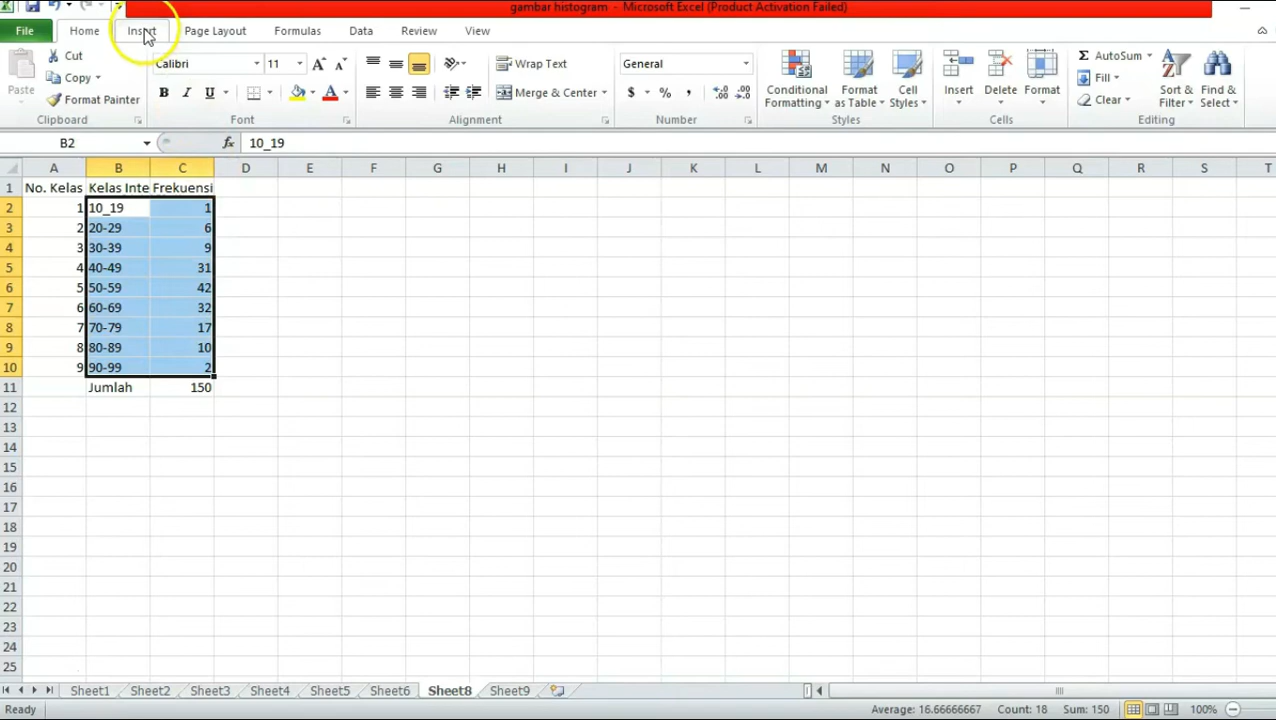 gambar histogram - Microsoft Excel (Product Activation Failed)
File Home Insert Page Layout Formulas Data Review View
Cut
Copy
Format Painter
Paste
Clipboard
Calibri 11
B I U A
Font
Wrap Text
Merge & Center
Alignment
General
$ % ,
Number
Conditional Formatting
Format as Table
Cell Styles
Styles
Insert
Delete
Format
Cells
AutoSum
Fill
Clear
Sort & Filter
Find & Select
Editing
B2 fx 10_19
A B C D E F G H I J K L M N O P Q R S T
1 No. Kelas Kelas Inte Frekuensi
2 1 10_19 1
3 2 20-29 6
4 3 30-39 9
5 4 40-49 31
6 5 50-59 42
7 6 60-69 32
8 7 70-79 17
9 8 80-89 10
10 9 90-99 2
11 Jumlah 150
12
13
14
15
16
17
18
19
20
21
22
23
24
25
Sheet1 Sheet2 Sheet3 Sheet4 Sheet5 Sheet6 Sheet8 Sheet9
Ready Average: 16.66666667 Count: 18 Sum: 150 100%